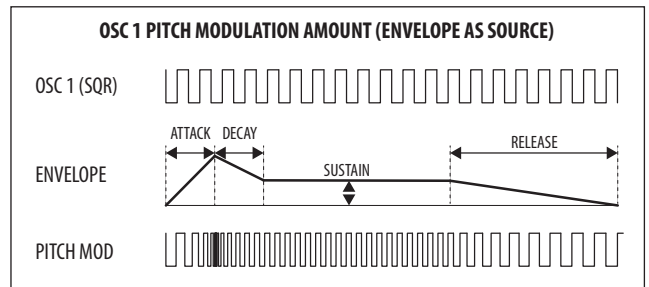 OSC 1 PITCH MODULATION AMOUNT (ENVELOPE AS SOURCE)
OSC 1 (SQR)
ATTACK DECAY RELEASE
ENVELOPE SUSTAIN
PITCH MOD